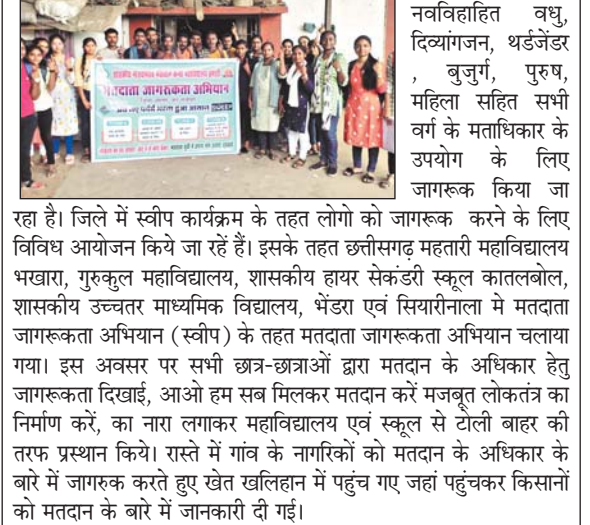 मतदाता जागरूकता अभियान
नवविहाहित वधु,
दिव्यांगजन, थर्डजेंडर
, बुजुर्ग, पुरुष,
महिला सहित सभी
वर्ग के मताधिकार के
उपयोग के लिए
जागरूक किया जा
रहा है। जिले में स्वीप कार्यक्रम के तहत लोगो को जागरूक करने के लिए
विविध आयोजन किये जा रहें हैं। इसके तहत छत्तीसगढ़ महतारी महाविद्यालय
भखारा, गुरुकुल महाविद्यालय, शासकीय हायर सेकंडरी स्कूल कातलबोल,
शासकीय उच्चतर माध्यमिक विद्यालय, भेंडरा एवं सियारीनाला मे मतदाता
जागरूकता अभियान (स्वीप) के तहत मतदाता जागरूकता अभियान चलाया
गया। इस अवसर पर सभी छात्र-छात्राओं द्वारा मतदान के अधिकार हेतु
जागरूकता दिखाई, आओ हम सब मिलकर मतदान करें मजबूत लोकतंत्र का
निर्माण करें, का नारा लगाकर महाविद्यालय एवं स्कूल से टोली बाहर की
तरफ प्रस्थान किये। रास्ते में गांव के नागरिकों को मतदान के अधिकार के
बारे में जागरुक करते हुए खेत खलिहान में पहुंच गए जहां पहुंचकर किसानों
को मतदान के बारे में जानकारी दी गई।